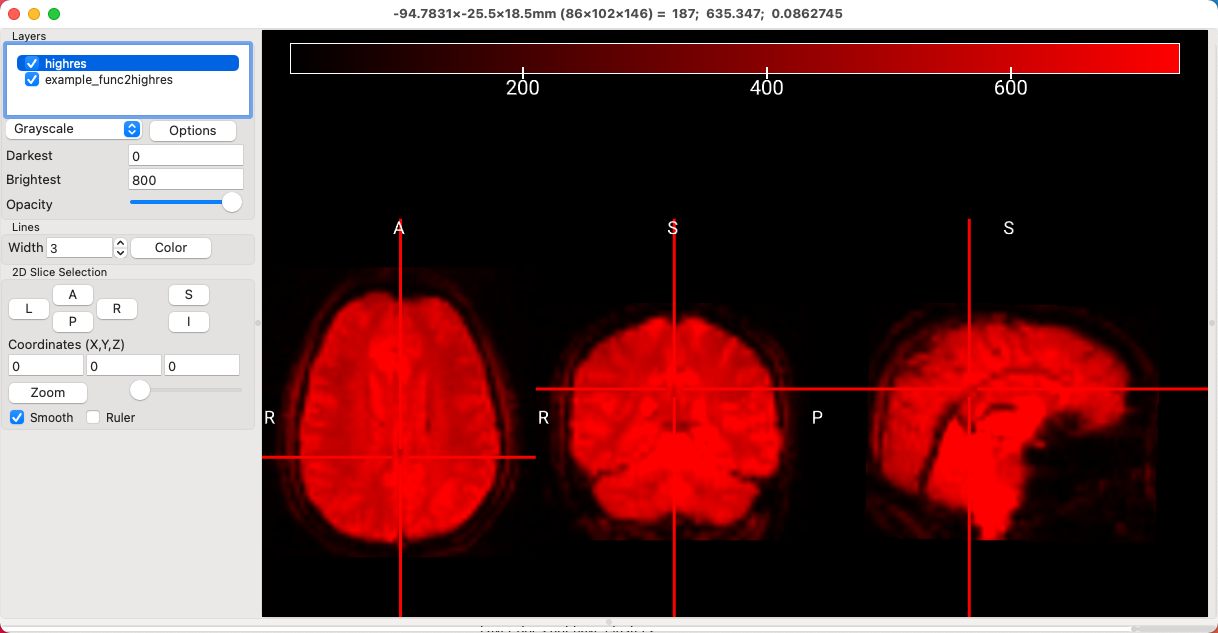 -94.7831×-25.5×18.5mm (86×102×146) = 187; 635.347; 0.0862745
Layers
highres
example_func2highres
Grayscale
Options
Darkest
0
Brightest
800
Opacity
Lines
Width
3
Color
2D Slice Selection
A
S
L
R
P
I
Coordinates (X,Y,Z)
0
0
0
Zoom
Smooth
Ruler
200
400
600
A
S
S
R
R
P